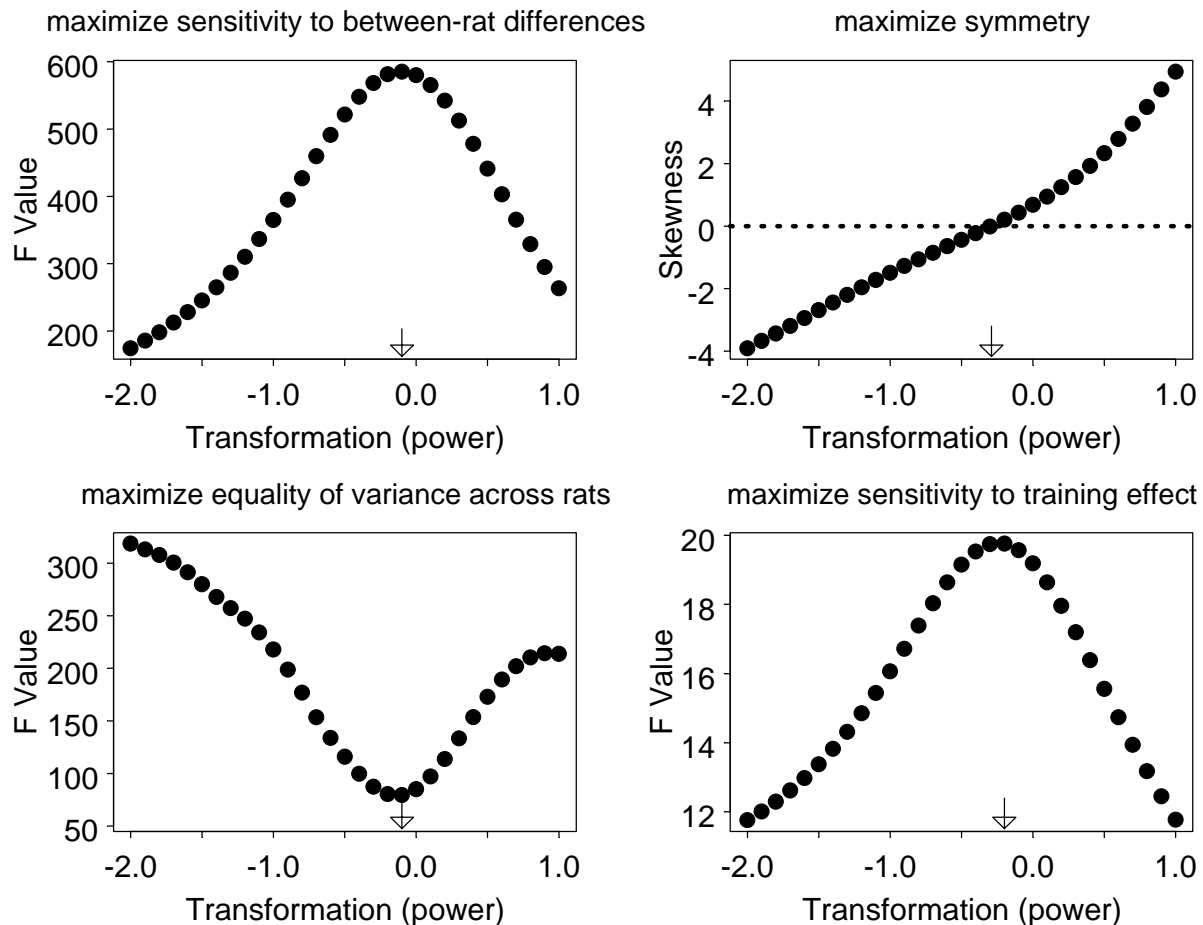 maximize sensitivity to between-rat differences
F Value
600
500
400
300
200
-2.0 -1.0 0.0 1.0
Transformation (power)
maximize symmetry
Skewness
4
2
0
-2
-4
-2.0 -1.0 0.0 1.0
Transformation (power)
maximize equality of variance across rats
F Value
300
250
200
150
100
50
-2.0 -1.0 0.0 1.0
Transformation (power)
maximize sensitivity to training effect
F Value
20
18
16
14
12
-2.0 -1.0 0.0 1.0
Transformation (power)